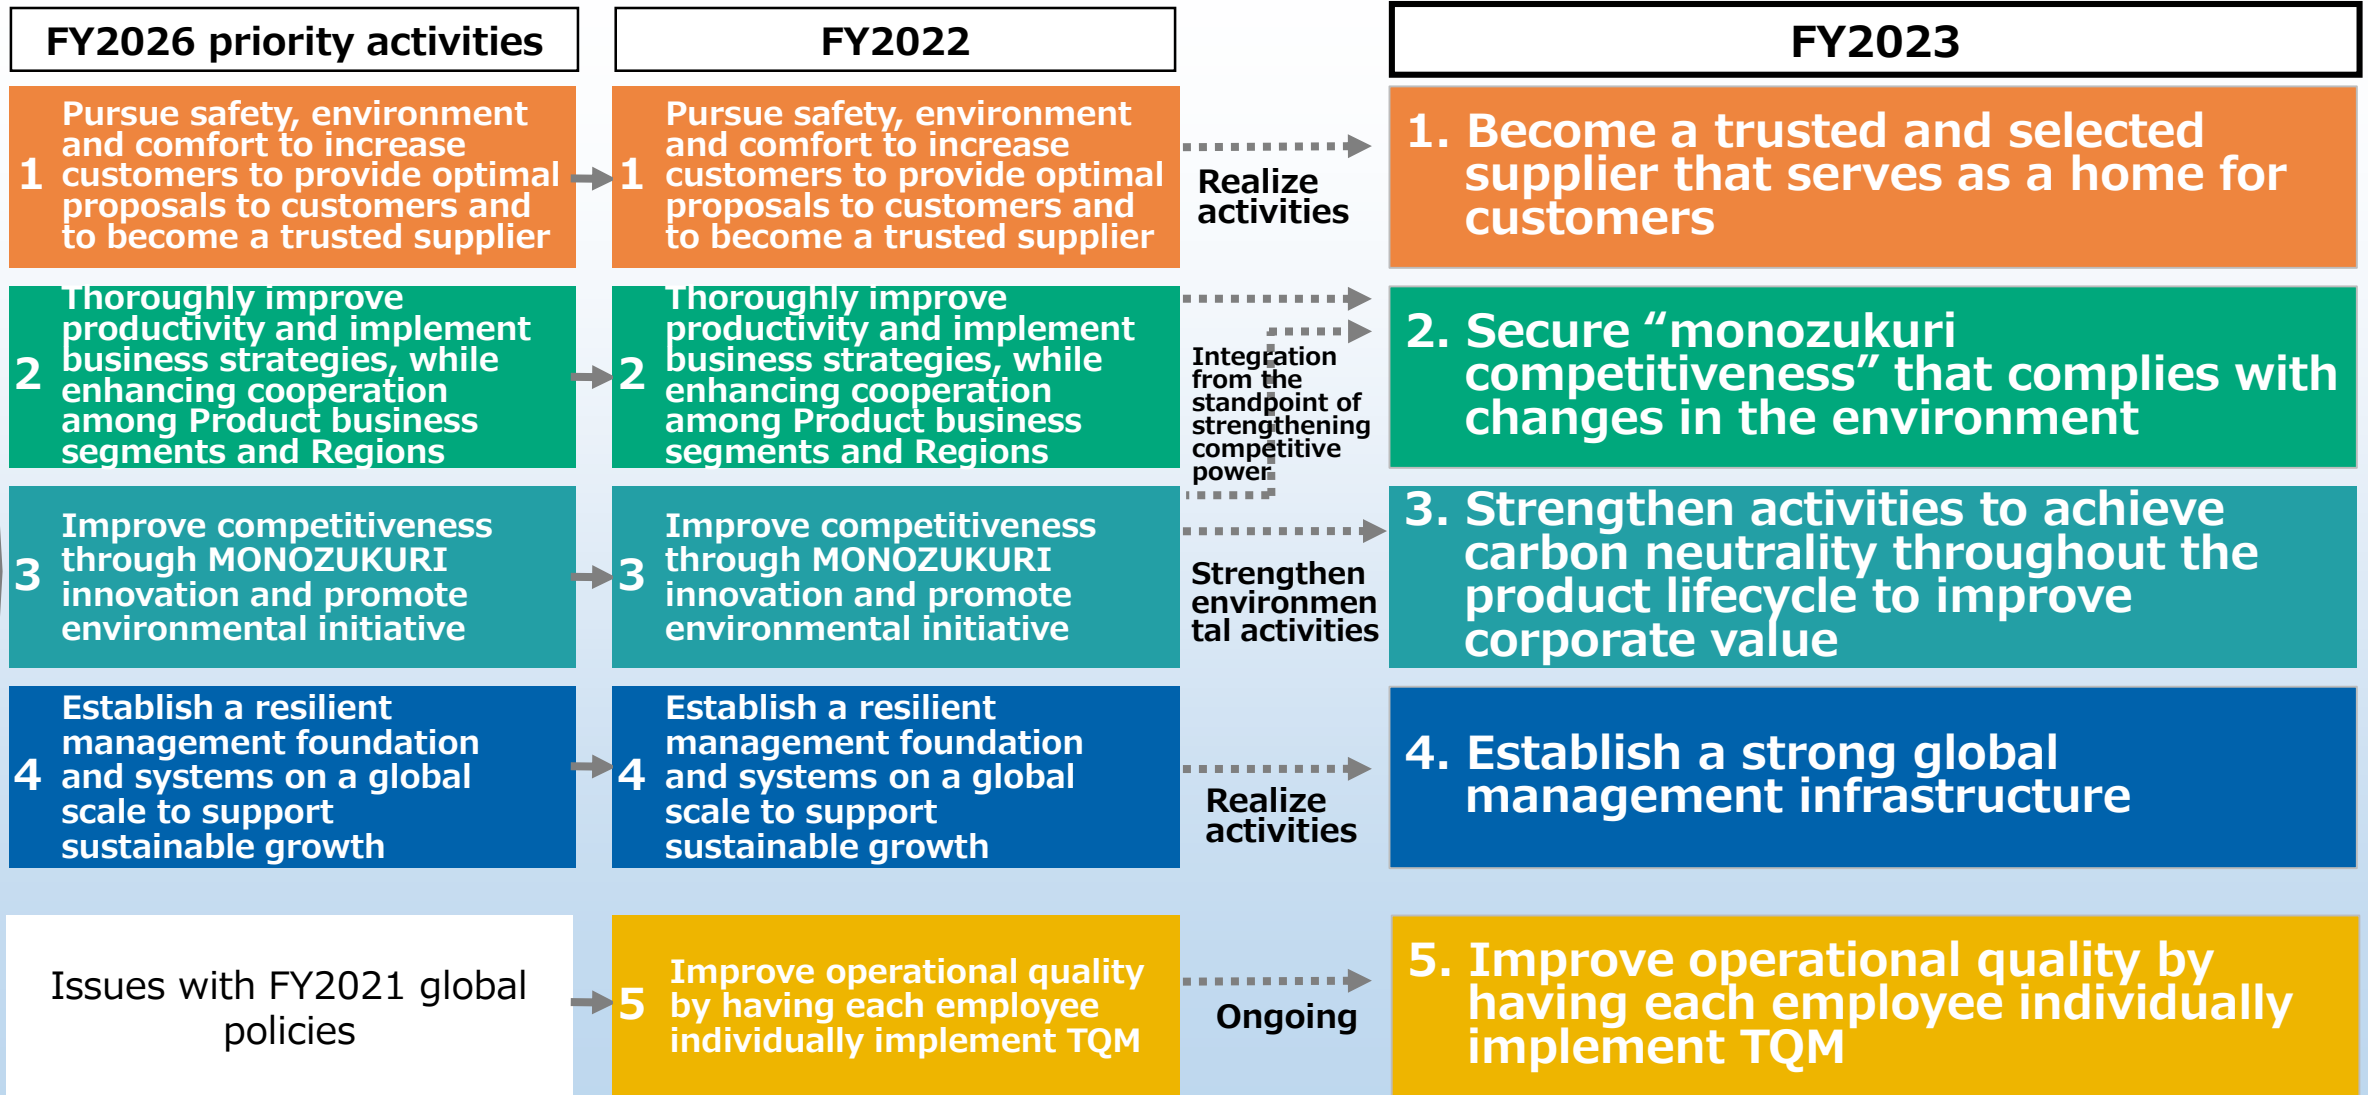 FY2026 priority activities
FY2022
FY2023
1
Pursue safety, environment
and comfort to increase
customers to provide optimal
proposals to customers and
to become a trusted supplier
1
Pursue safety, environment
and comfort to increase
customers to provide optimal
proposals to customers and
to become a trusted supplier
Realize
activities
1. Become a trusted and selected
supplier that serves as a home for
customers
2
Thoroughly improve
productivity and implement
business strategies, while
enhancing cooperation
among Product business
segments and Regions
2
Thoroughly improve
productivity and implement
business strategies, while
enhancing cooperation
among Product business
segments and Regions
Integration
from the
standpoint of
strengthening
competitive
power
2. Secure “monozukuri
competitiveness” that complies with
changes in the environment
3
Improve competitiveness
through MONOZUKURI
innovation and promote
environmental initiative
3
Improve competitiveness
through MONOZUKURI
innovation and promote
environmental initiative
Strengthen
environmen
tal activities
3. Strengthen activities to achieve
carbon neutrality throughout the
product lifecycle to improve
corporate value
4
Establish a resilient
management foundation
and systems on a global
scale to support
sustainable growth
4
Establish a resilient
management foundation
and systems on a global
scale to support
sustainable growth
Realize
activities
4. Establish a strong global
management infrastructure
Issues with FY2021 global
policies
5
Improve operational quality
by having each employee
individually implement TQM
Ongoing
5. Improve operational quality by
having each employee individually
implement TQM